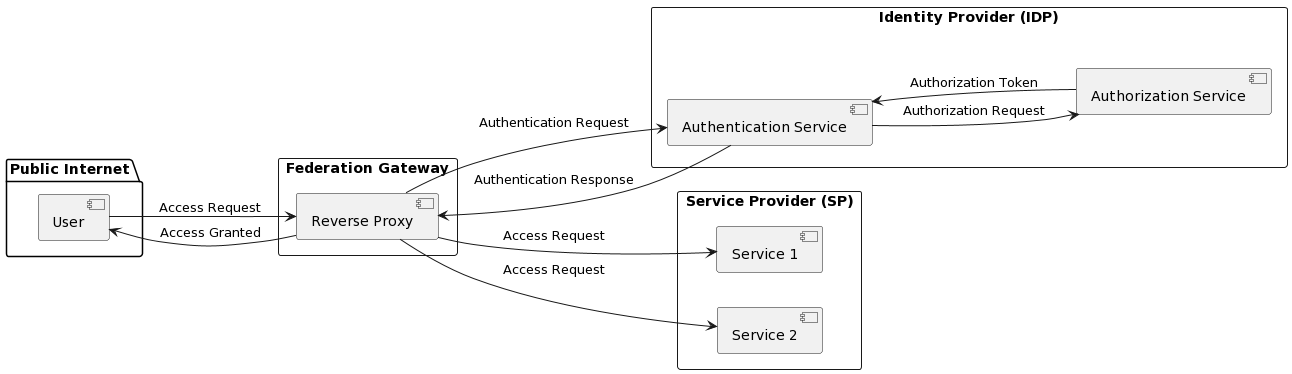 Identity Provider (IDP)
Authorization Token
Authorization Service
Authorization Request
Authentication Request
Authentication Service
Public Internet
Federation Gateway
Authentication Response
Service Provider (SP)
User
Access Request
Reverse Proxy
Access Granted
Access Request
Service 1
Access Request
Service 2